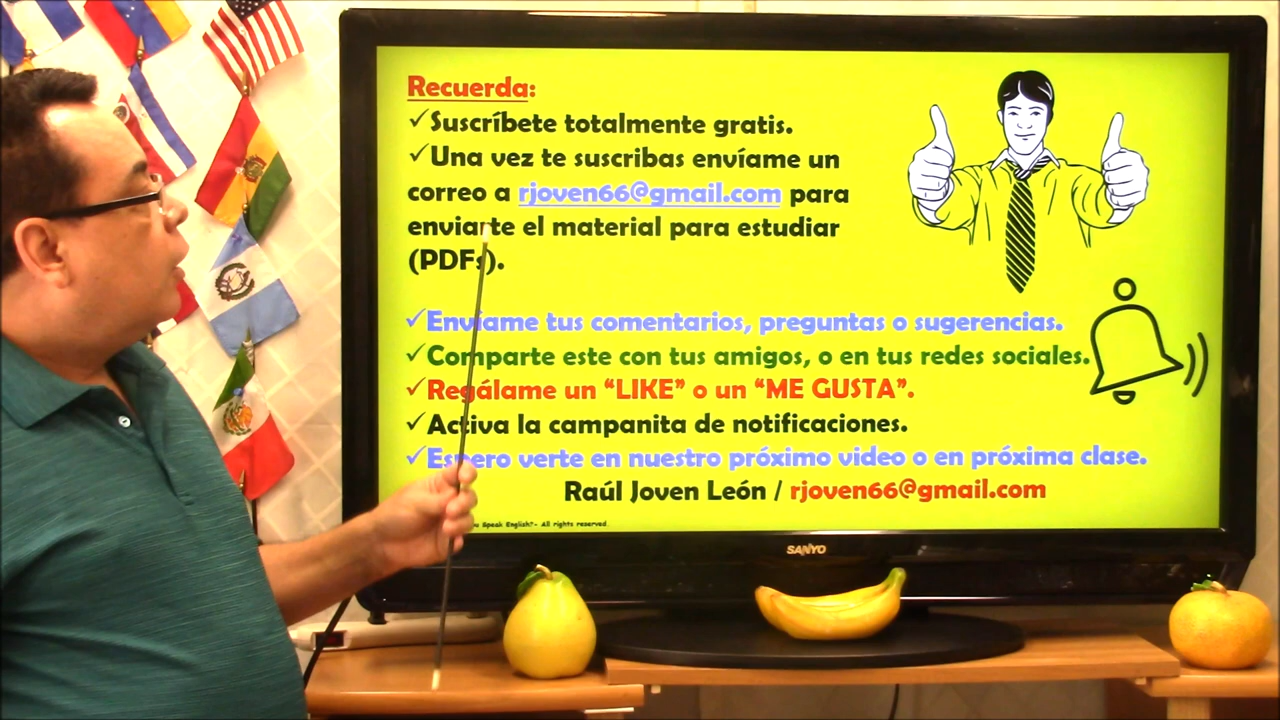 Recuerda:
✓Suscríbete totalmente gratis.
✓Una vez te suscribas envíame un
correo a rjoven66@gmail.com para
enviarte el material para estudiar
(PDFs).
✓Envíame tus comentarios, preguntas o sugerencias.
✓Comparte este con tus amigos, o en tus redes sociales.
✓Regálame un “LIKE” o un “ME GUSTA”.
✓Activa la campanita de notificaciones.
✓Espero verte en nuestro próximo video o en próxima clase.
Raúl Joven León / rjoven66@gmail.com
Speak English?- All rights reserved.
SANYO